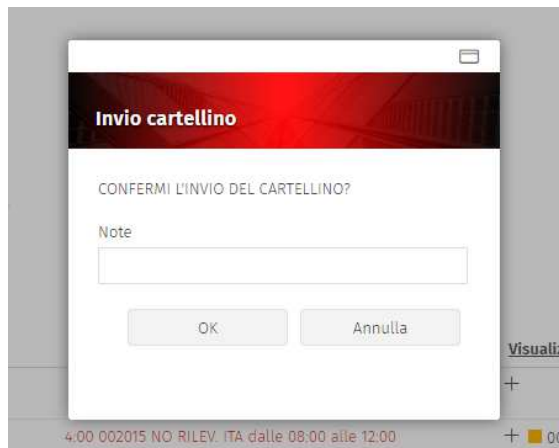 Invio cartellino
CONFERMI L'INVIO DEL CARTELLINO?
Note
OK Annulla
Visualiz
+
4:00 002015 NO RILEV. ITA dalle 08:00 alle 12:00 +